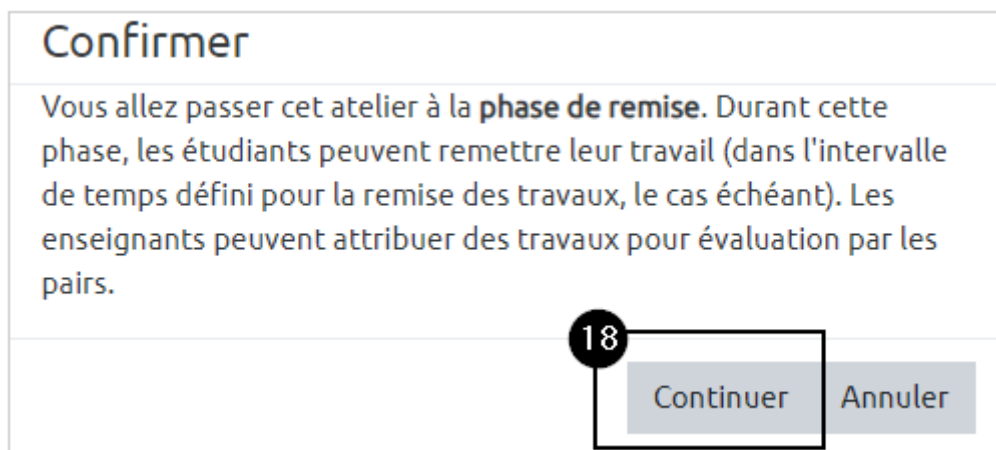 Confirmer
Vous allez passer cet atelier à la phase de remise. Durant cette
phase, les étudiants peuvent remettre leur travail (dans l'intervalle
de temps défini pour la remise des travaux, le cas échéant). Les
enseignants peuvent attribuer des travaux pour évaluation par les
pairs.
18
Continuer Annuler